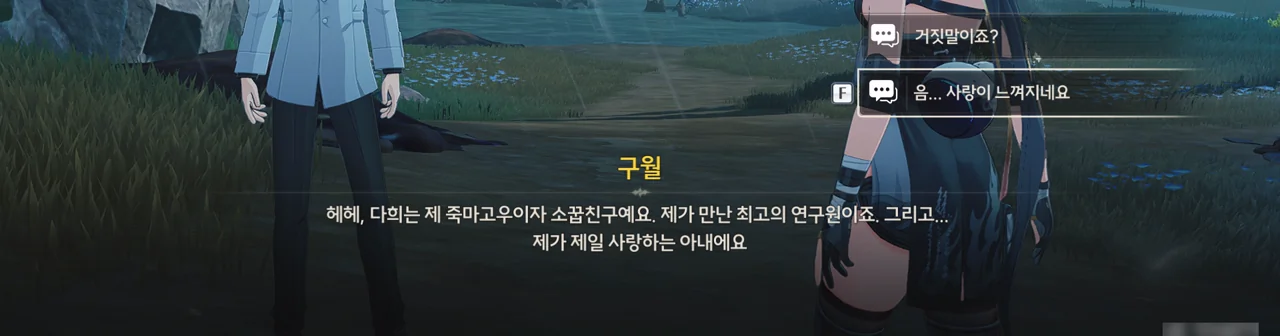 거짓말이죠?
F
음... 사랑이 느껴지네요
구월
헤헤, 다희는 제 죽마고우이자 소꿉친구예요. 제가 만난 최고의 연구원이죠. 그리고...
제가 제일 사랑하는 아내에요